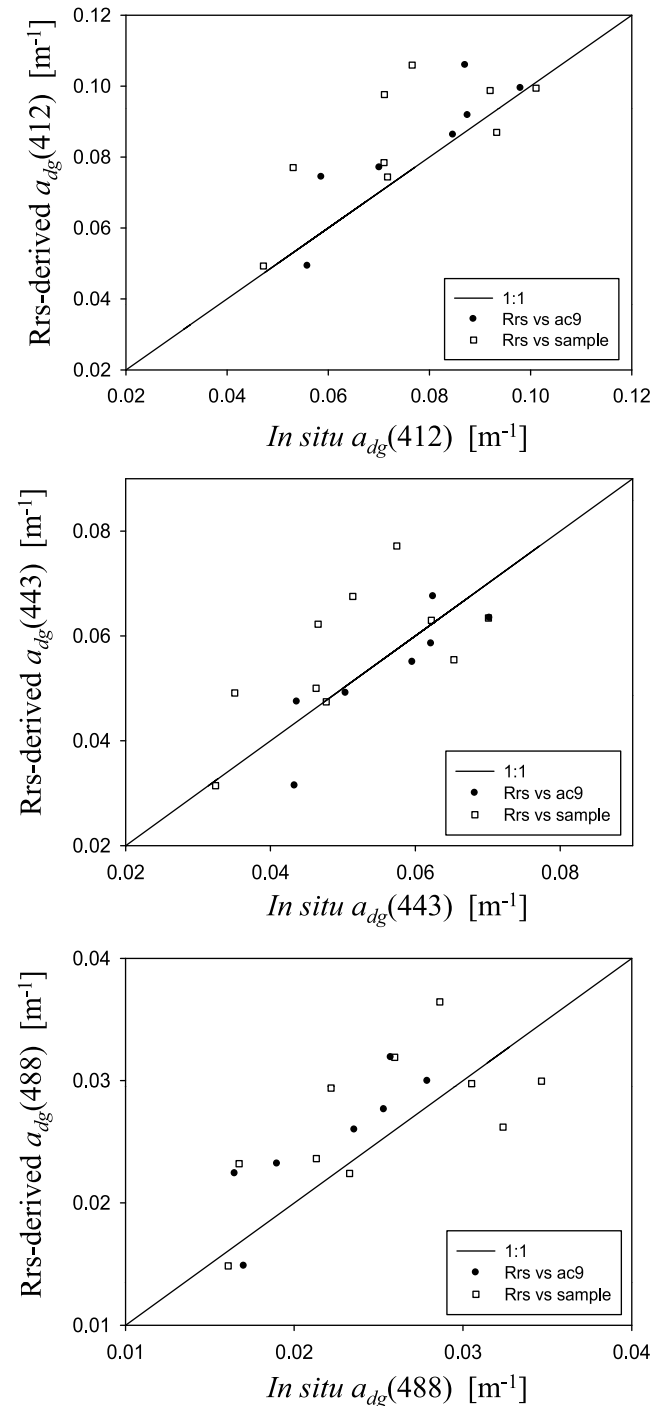 0.12
0.10
0.08
0.06
0.04
0.02
0.02 0.04 0.06 0.08 0.10 0.12
Rrs-derived a_dg(412) [m⁻¹]
1:1
Rrs vs ac9
Rrs vs sample
In situ a_dg(412) [m⁻¹]
0.08
0.06
0.04
0.02
0.02 0.04 0.06 0.08
Rrs-derived a_dg(443) [m⁻¹]
1:1
Rrs vs ac9
Rrs vs sample
In situ a_dg(443) [m⁻¹]
0.04
0.03
0.02
0.01
0.01 0.02 0.03 0.04
Rrs-derived a_dg(488) [m⁻¹]
1:1
Rrs vs ac9
Rrs vs sample
In situ a_dg(488) [m⁻¹]